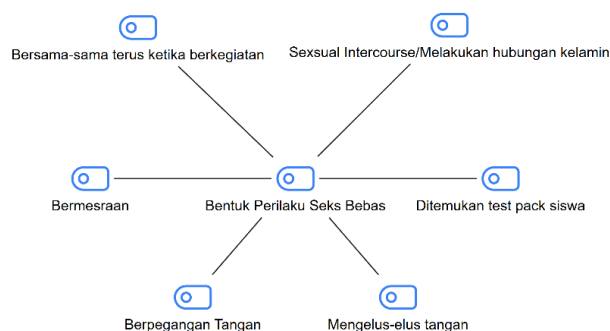 Bersama-sama terus ketika berkegiatan
Sexsual Intercourse/Melakukan hubungan kelamin
Bermesraan
Bentuk Perilaku Seks Bebas
Ditemukan test pack siswa
Berpegangan Tangan
Mengelus-elus tangan